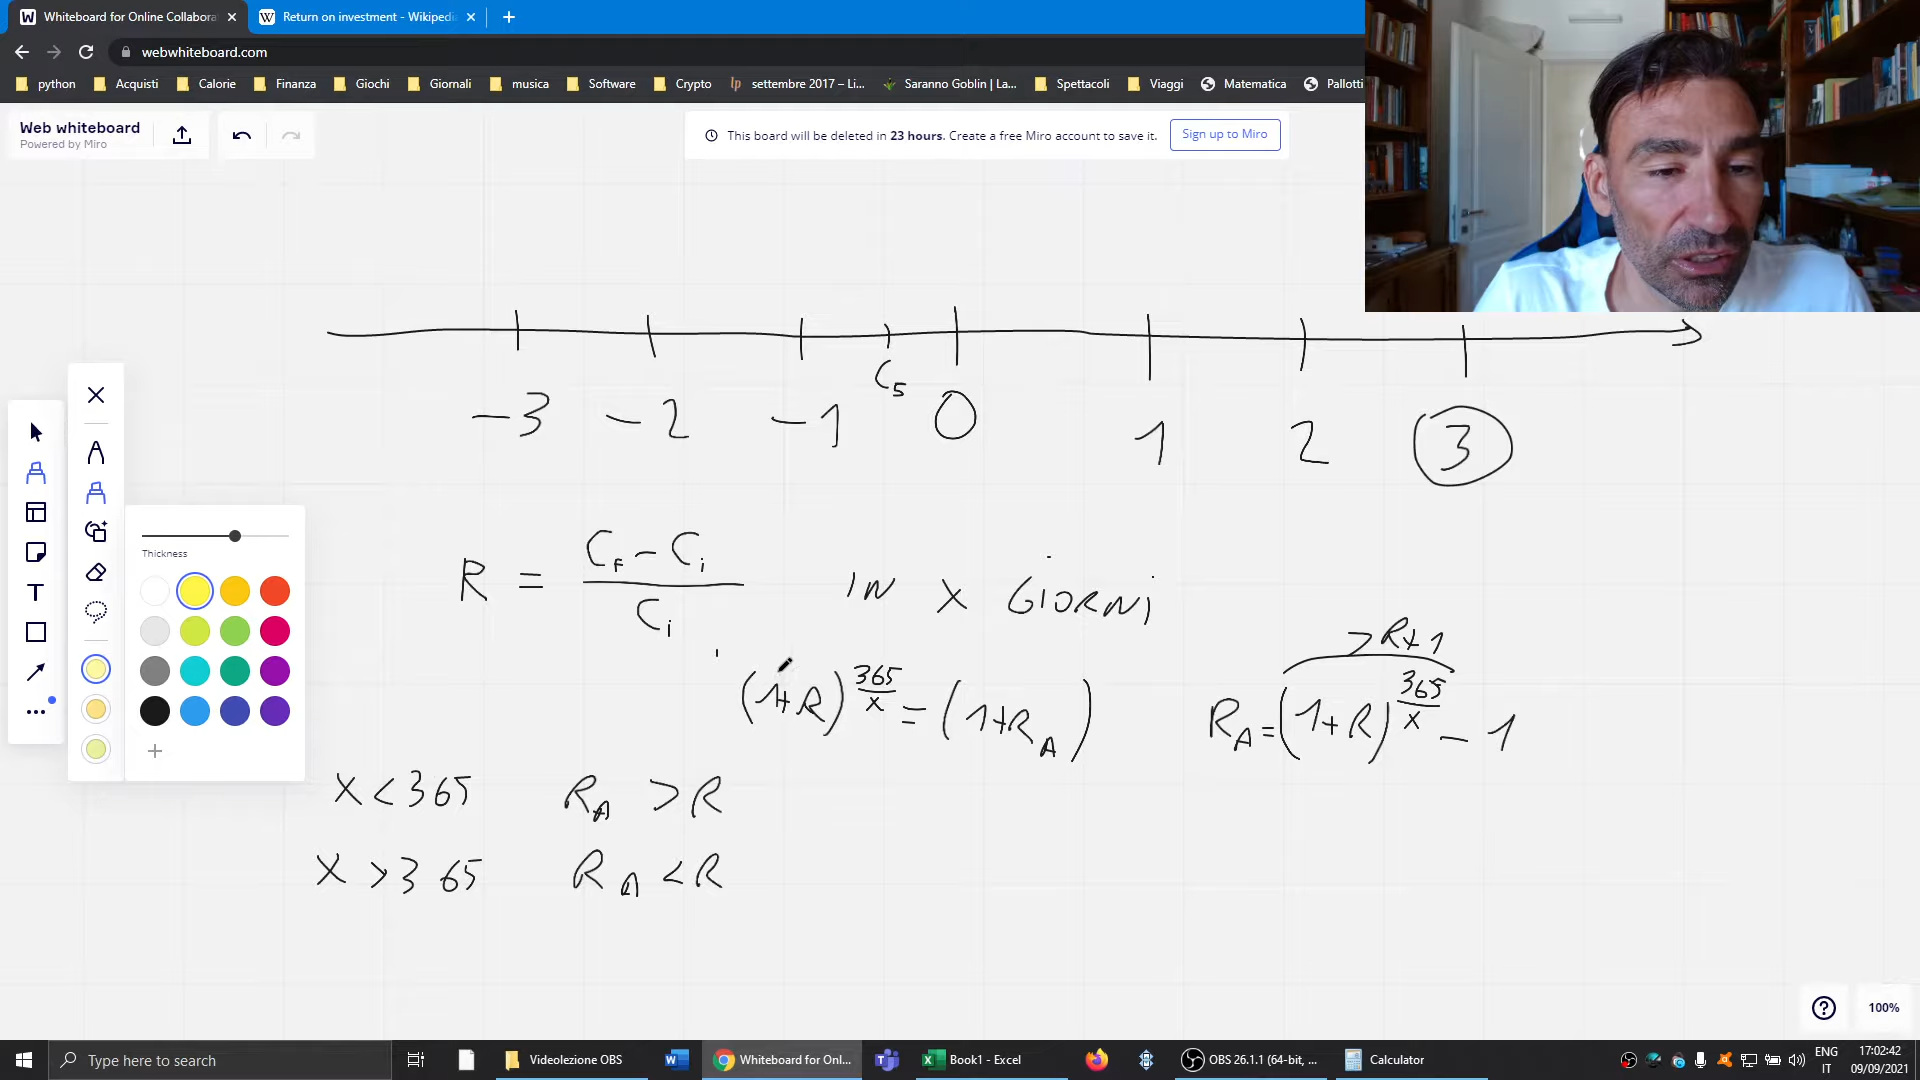 Whiteboard for Online Collabora
Return on investment - Wikipedi
webwhiteboard.com
python Acquisti Calorie Finanza Giochi Giornali musica Software Crypto settembre 2017 – Li... Saranno Goblin | La... Spettacoli Viaggi Matematica Pallotti
Web whiteboard
Powered by Miro
This board will be deleted in 23 hours. Create a free Miro account to save it.
Sign up to Miro
C5
-3 -2 -1 0 1 2 3
R = (CF - Ci) / Ci IN X GIORNI
> R+1
(1+R)^(365/x) = (1+RA) RA = (1+R)^(365/x) - 1
Thickness
X < 365 RA > R
X > 365 RA < R
100%
Type here to search
Videolezione OBS
Whiteboard for Onl...
Book1 - Excel
OBS 26.1.1 (64-bit, ...
Calculator
ENG
IT
17:02:42
09/09/2021